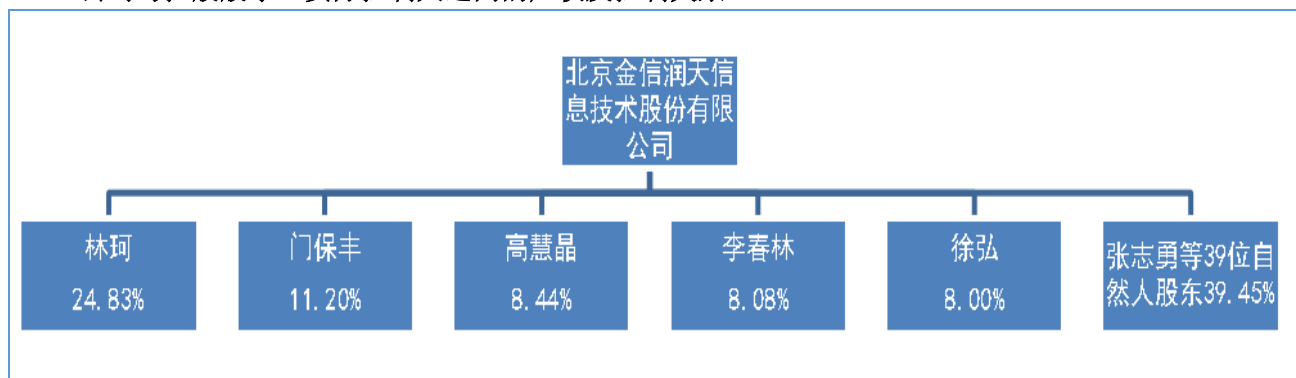 北京金信润天信
息技术股份有限
公司
林珂
24.83%
门保丰
11.20%
高慧晶
8.44%
李春林
8.08%
徐弘
8.00%
张志勇等39位自
然人股东39.45%